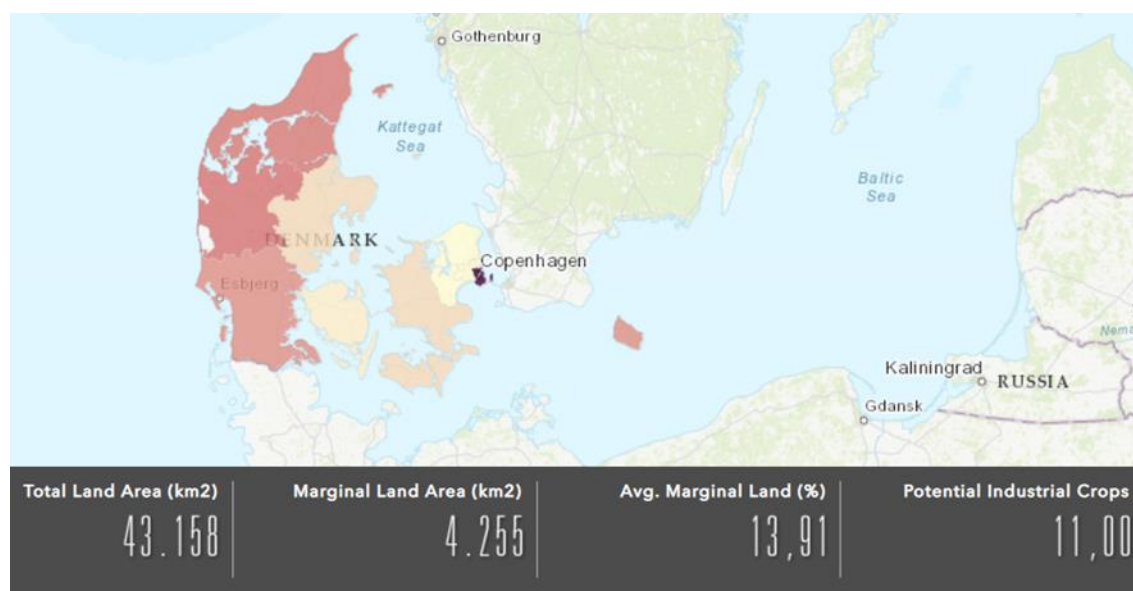 Gothenburg
Kattegat
Sea
Baltic
Sea
DENMARK
Copenhagen
Esbjerg
Kaliningrad
RUSSIA
Gdansk
Total Land Area (km2)
43.158
Marginal Land Area (km2)
4.255
Avg. Marginal Land (%)
13,91
Potential Industrial Crops
11,00